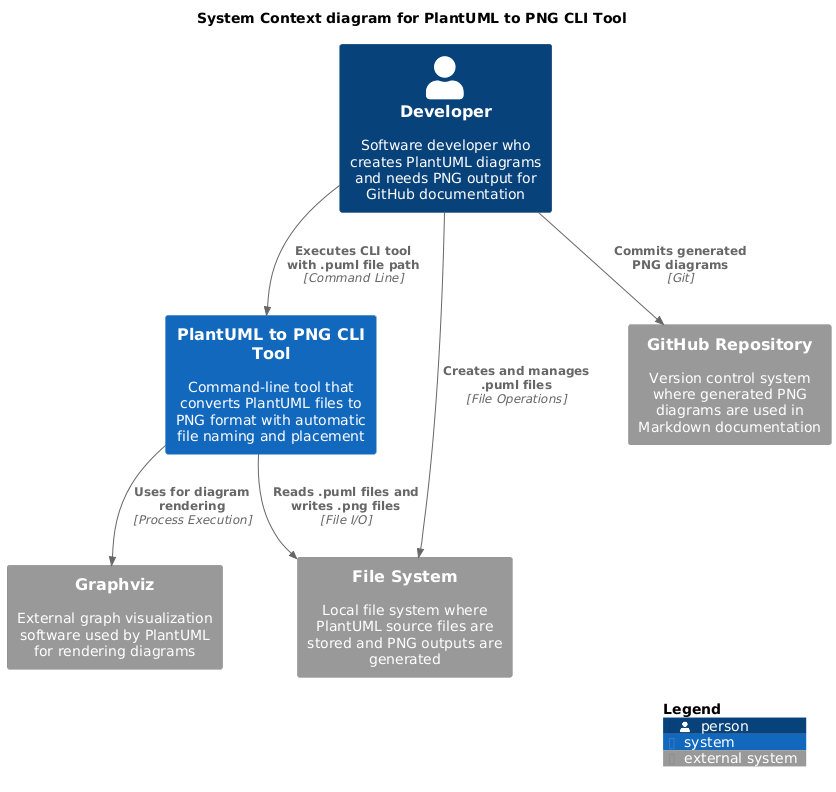 System Context diagram for PlantUML to PNG CLI Tool
Developer
Software developer who
creates PlantUML diagrams
and needs PNG output for
GitHub documentation
Executes CLI tool
with .puml file path
[Command Line]
Commits generated
PNG diagrams
[Git]
PlantUML to PNG CLI
Tool
Command-line tool that
converts PlantUML files to
PNG format with automatic
file naming and placement
GitHub Repository
Version control system
where generated PNG
diagrams are used in
Markdown documentation
Creates and manages
.puml files
[File Operations]
Uses for diagram
rendering
[Process Execution]
Reads .puml files and
writes .png files
[File I/O]
Graphviz
External graph visualization
software used by PlantUML
for rendering diagrams
File System
Local file system where
PlantUML source files are
stored and PNG outputs are
generated
Legend
person
system
external system